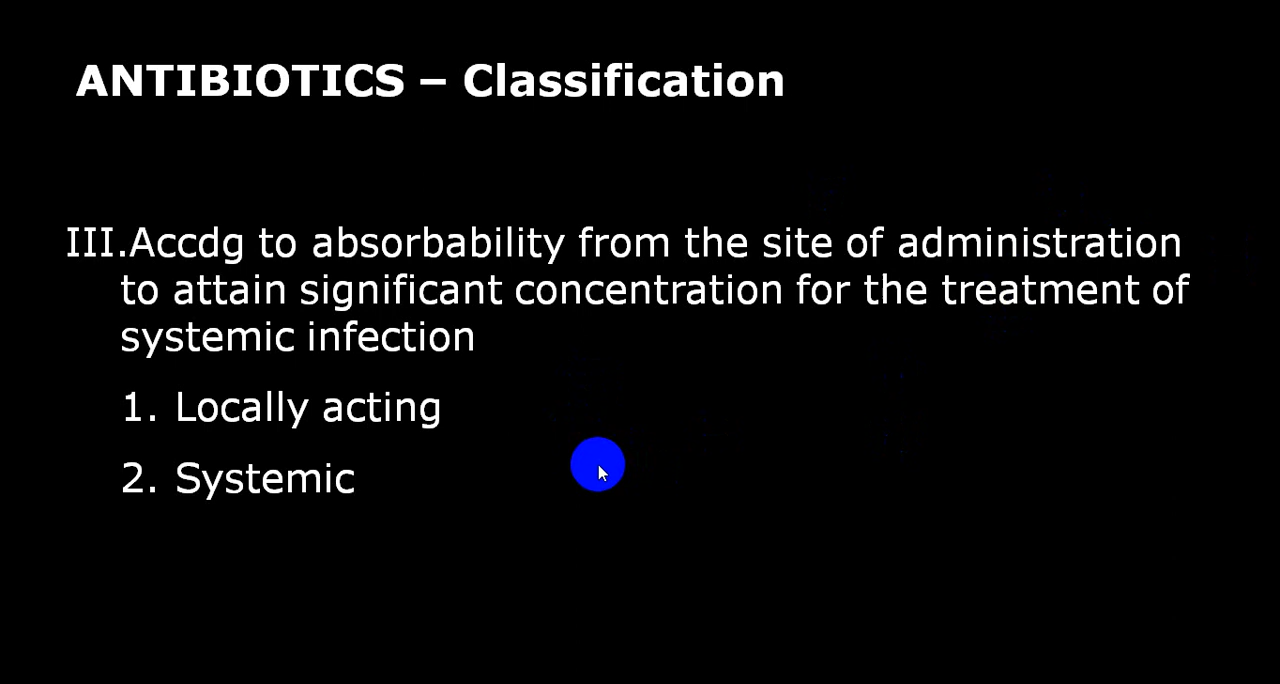 ANTIBIOTICS – Classification
III.Accdg to absorbability from the site of administration
to attain significant concentration for the treatment of
systemic infection
1. Locally acting
2. Systemic